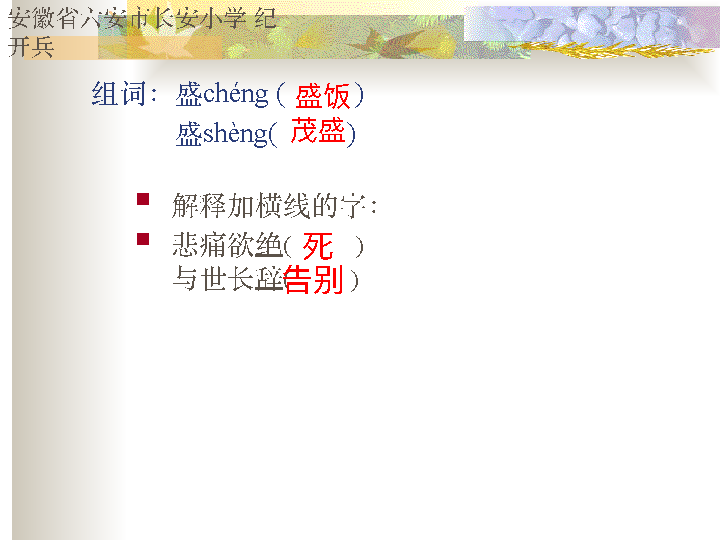 安徽省六安市长安小学 纪
开兵
组词：盛chéng ( 盛饭 )
盛shèng( 茂盛 )
解释加横线的字：
悲痛欲绝( 死 )
与世长辞(告别 )